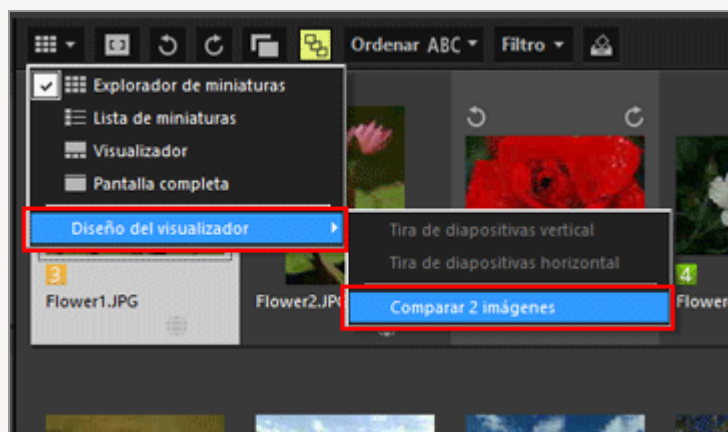 Ordenar ABC Filtro
Explorador de miniaturas
Lista de miniaturas
Visualizador
Pantalla completa
Diseño del visualizador
Tira de diapositivas vertical
Tira de diapositivas horizontal
Comparar 2 imágenes
3
4
Flower1.JPG
Flower2.JP
Flower